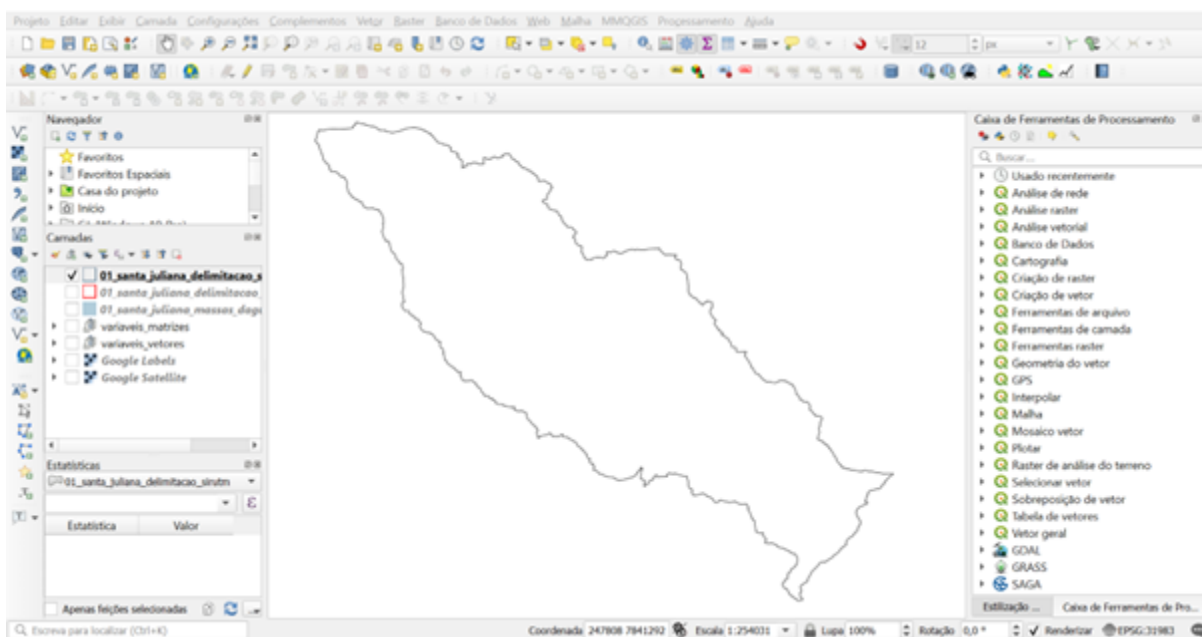 Projeto Editar Exibir Camada Configurações Complementos Vetor Raster Banco de Dados Web Malha MMQGIS Processamento Ajuda
12 px
Navegador
Favoritos
Favoritos Espaciais
Casa do projeto
Início
Camadas
01_santa_juliana_delimitacao_s
01_santa_juliana_delimitacao_
01_santa_juliana_massas_dagu
variaveis_matrizes
variaveis_vetores
Google Labels
Google Satellite
Estatísticas
01_santa_juliana_delimitacao_sirutm
Estatística Valor
Apenas feições selecionadas
Caixa de Ferramentas de Processamento
Buscar...
Usado recentemente
Análise de rede
Análise raster
Análise vetorial
Banco de Dados
Cartografia
Criação de raster
Criação de vetor
Ferramentas de arquivo
Ferramentas de camada
Ferramentas raster
Geometria do vetor
GPS
Interpolar
Malha
Mosaico vetor
Plotar
Raster de análise do terreno
Selecionar vetor
Sobreposição de vetor
Tabela de vetores
Vetor geral
GDAL
GRASS
SAGA
Estilização ... Caixa de Ferramentas de Pro...
Escreva para localizar (Ctrl+K) Coordenada 247808 7841292 Escala 1:254031 Lupa 100% Rotação 0,0 ° Renderizar EPSG:31983